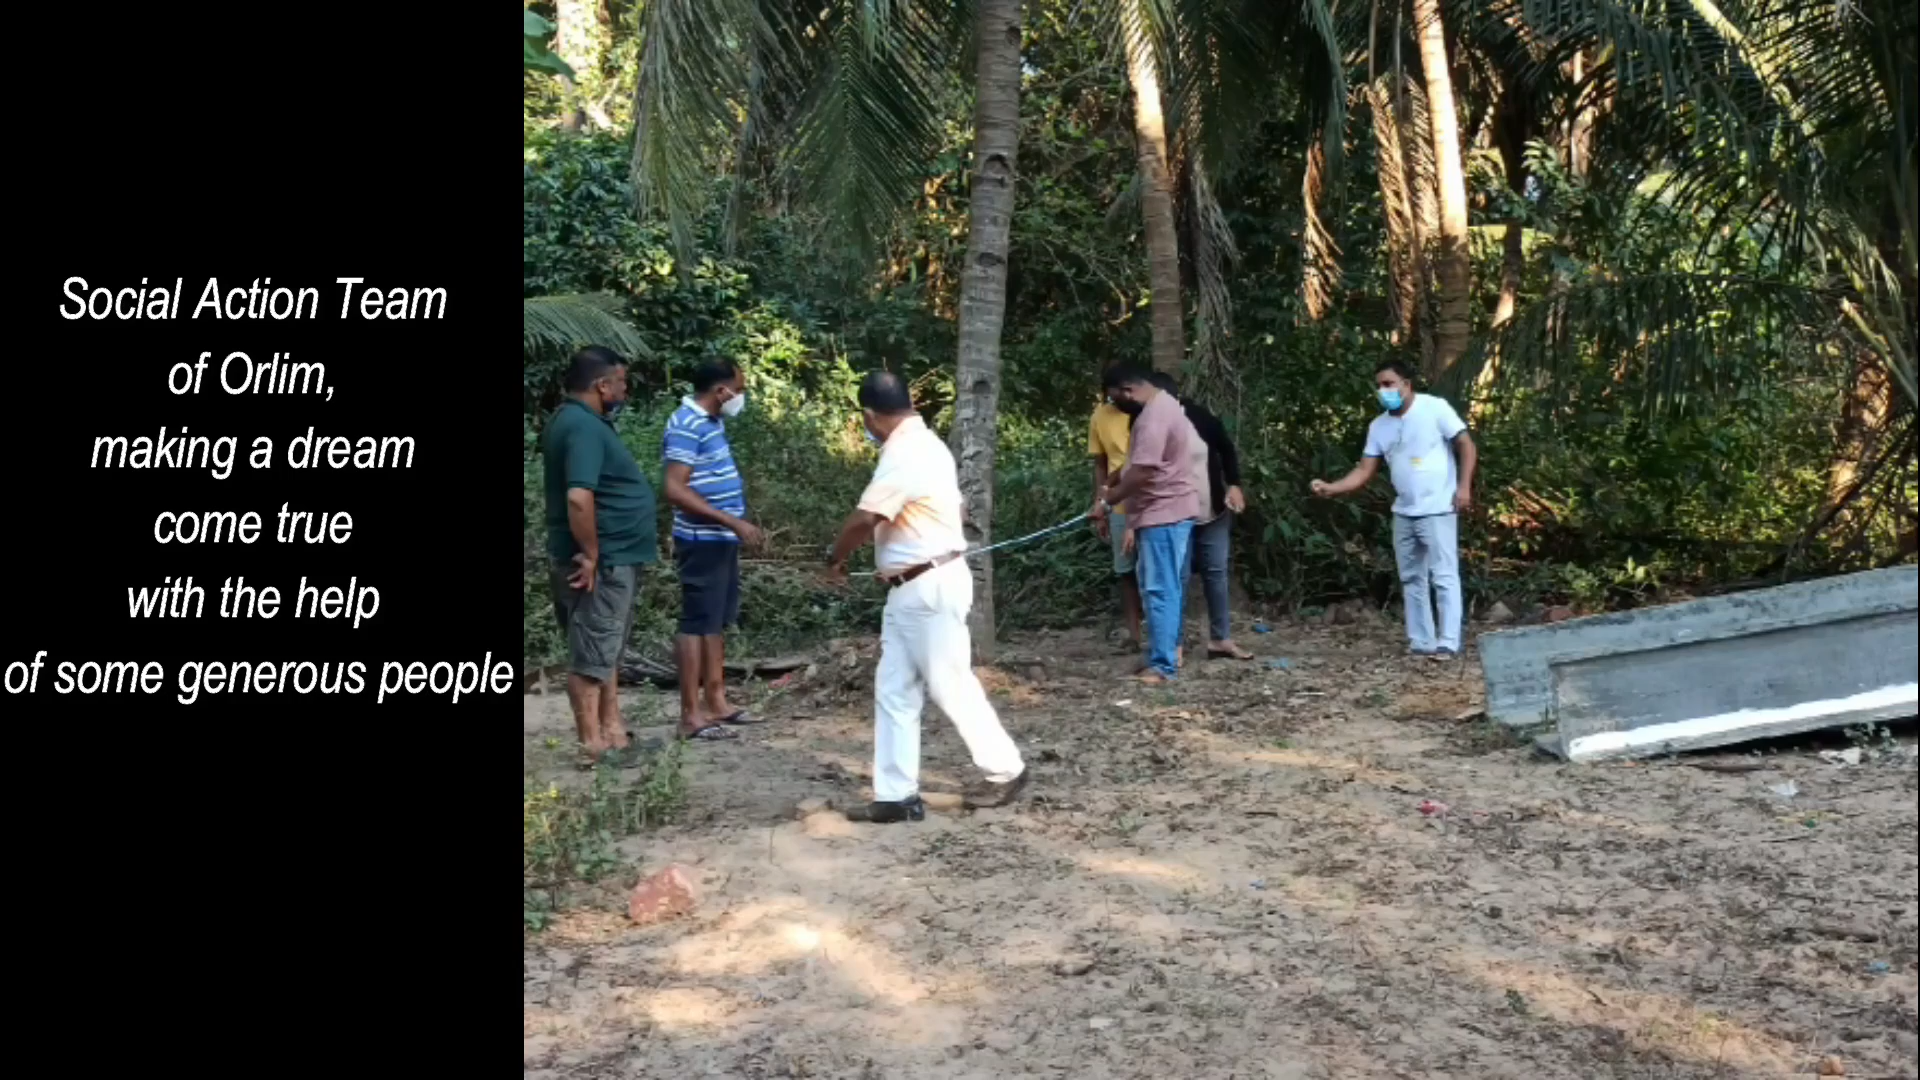 Social Action Team
of Orlim,
making a dream
come true
with the help
of some generous people